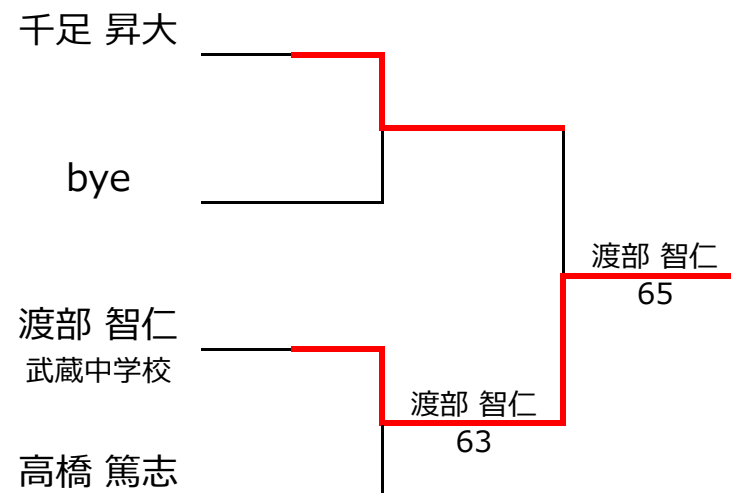 千足 昇大
bye
渡部 智仁
65
渡部 智仁
武蔵中学校
渡部 智仁
63
高橋 篤志